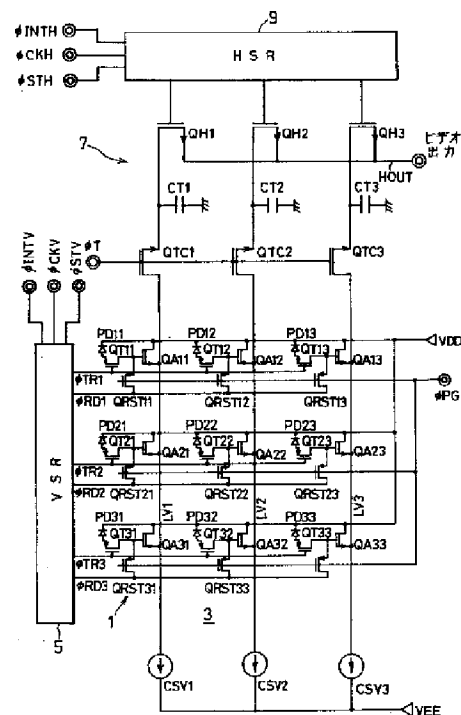 9
φINTH
φCKH
φSTH
H S R
QH1
QH2
QH3
ビデオ
出力
7
HOUT
CT1
CT2
CT3
φINTV
φCKV
φSTV
φT
QTC1
QTC2
QTC3
PD11
PD12
PD13
VDD
QT11
QT12
QT13
QA11
QA12
QA13
φTR1
φPG
φRD1
QRST11
QRST12
QRST13
PD21
PD22
PD23
QT21
QT22
QT23
QA21
QA22
QA23
V S R
φTR2
φRD2
QRST21
QRST22
QRST23
LV1
LV2
LV3
PD31
PD32
PD33
QT31
QT32
QT33
QA31
QA32
QA33
φTR3
φRD3
QRST31
QRST33
1
3
5
CSV1
CSV2
CSV3
VEE